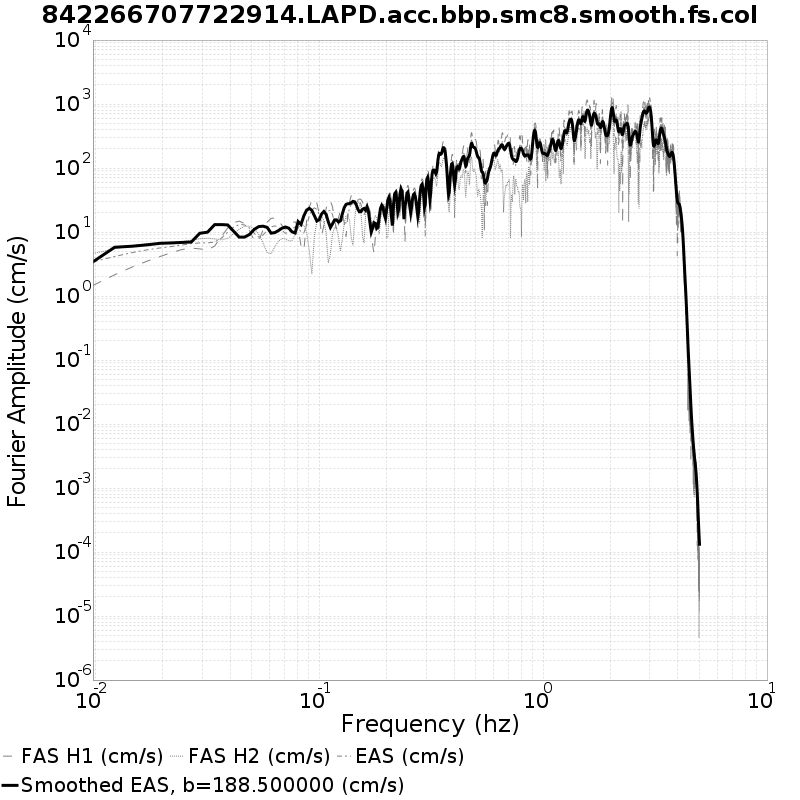 842266707722914.LAPD.acc.bbp.smc8.smooth.fs.col
10^4
10^3
10^2
10^1
10^0
10^-1
10^-2
10^-3
10^-4
10^-5
10^-6
Fourier Amplitude (cm/s)
10^-2 10^-1 10^0 10^1
Frequency (hz)
FAS H1 (cm/s) FAS H2 (cm/s) EAS (cm/s)
Smoothed EAS, b=188.500000 (cm/s)